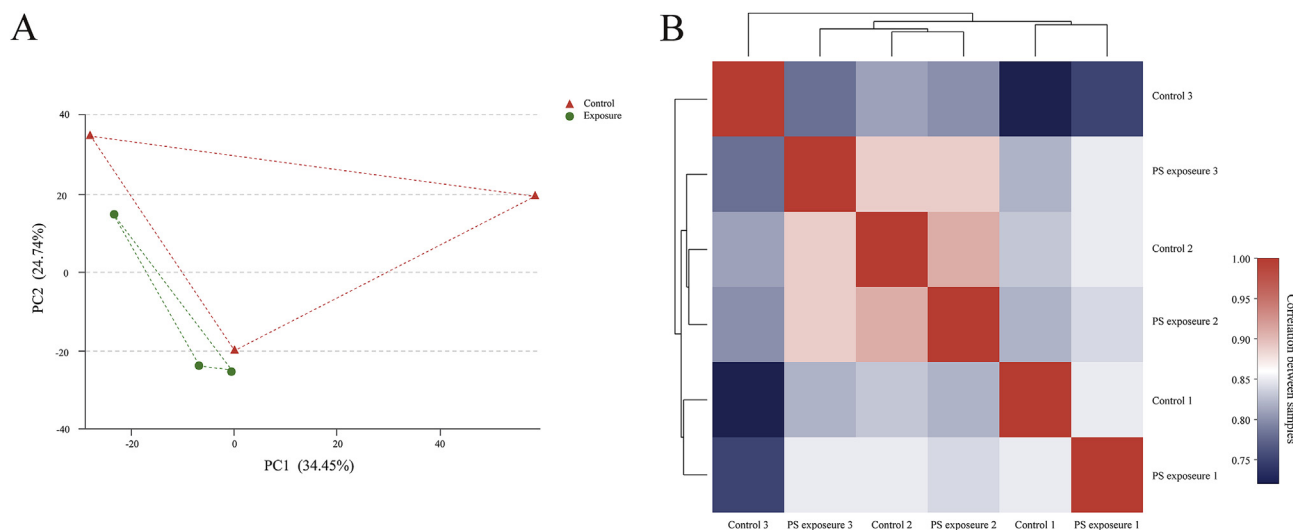 A
B
Control
Exposure
40
20
0
-20
-40
-20
0
20
40
PC2 (24.74%)
PC1 (34.45%)
Control 3
PS exposeure 3
Control 2
PS exposeure 2
Control 1
PS exposeure 1
Control 3
PS exposeure 3
Control 2
PS exposeure 2
Control 1
PS exposeure 1
1.00
0.95
0.90
0.85
0.80
0.75
Correlation between samples